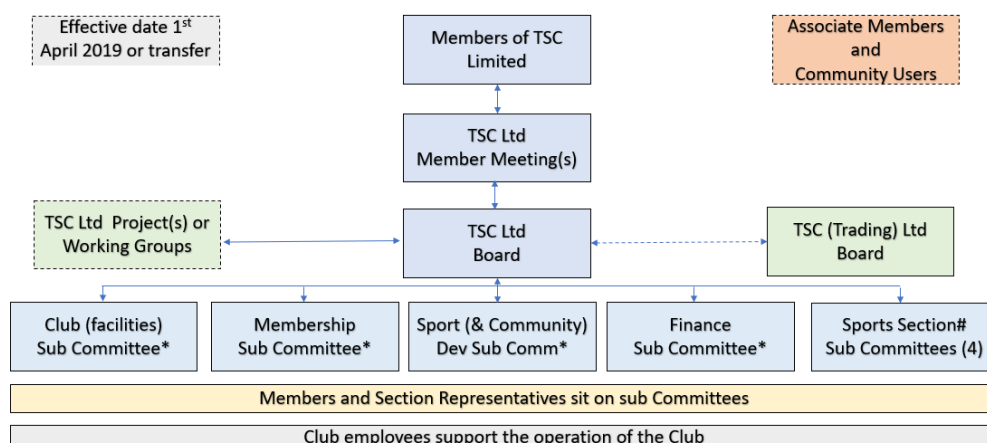 Effective date 1st
April 2019 or transfer
Members of TSC
Limited
Associate Members
and
Community Users
TSC Ltd
Member Meeting(s)
TSC Ltd Project(s) or
Working Groups
TSC Ltd
Board
TSC (Trading) Ltd
Board
Club (facilities)
Sub Committee*
Membership
Sub Committee*
Sport (& Community)
Dev Sub Comm*
Finance
Sub Committee*
Sports Section#
Sub Committees (4)
Members and Section Representatives sit on sub Committees
Club employees support the operation of the Club